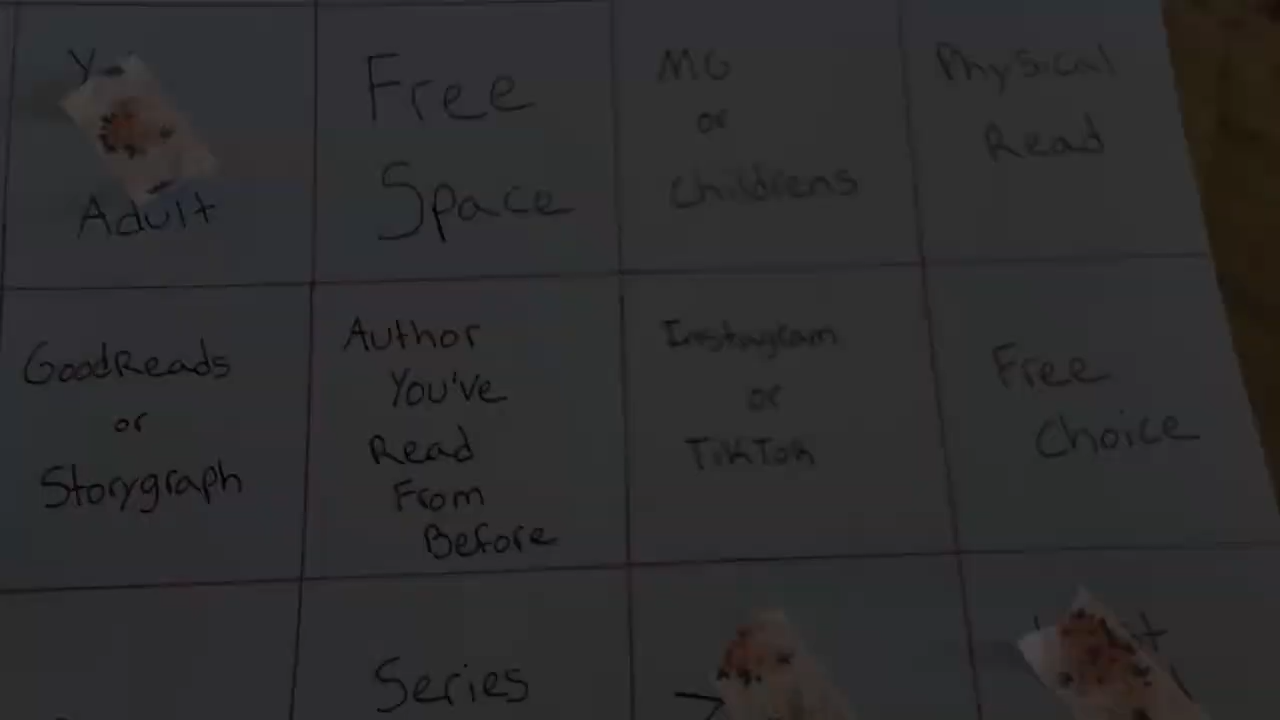 Adult
Free
Space
MG
or
Childrens
Physical
Read
GoodReads
or
Storygraph
Author
You've
Read
From
Before
Instagram
or
TikTok
Free
Choice
Series